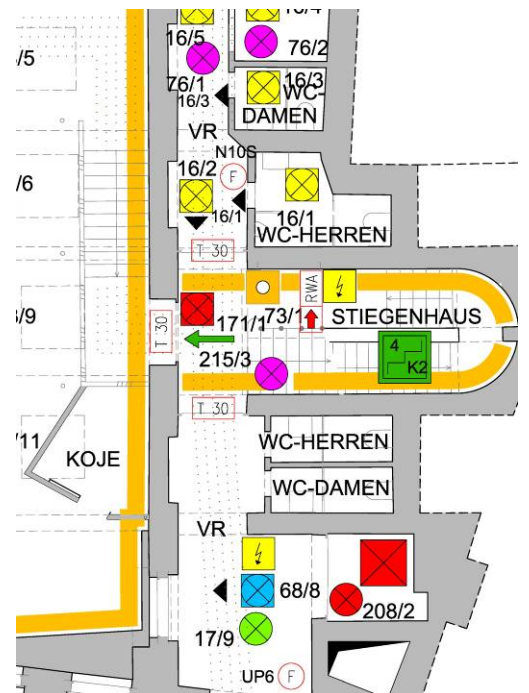 16/5
76/2
/5
76/1
16/3
16/3
WC-
DAMEN
VR
N10S
F
/6
16/2
16/1
16/1
WC-HERREN
T 30
RWA
/9
171/1
73/1
STIEGENHAUS
T 30
4
K2
215/3
T 30
/11
KOJE
WC-HERREN
WC-DAMEN
VR
68/8
208/2
17/9
UP6
F